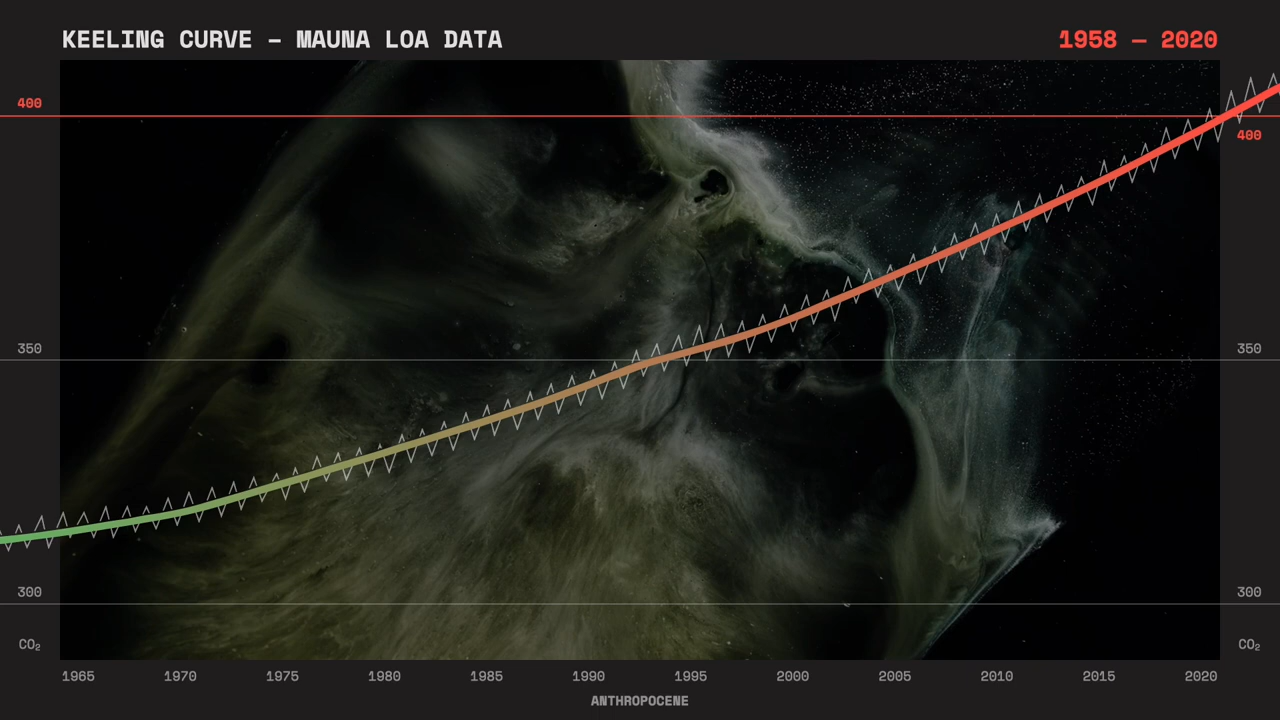 KEELING CURVE – MAUNA LOA DATA
1958 – 2020
400
400
350
350
300
300
CO₂
CO₂
1965 1970 1975 1980 1985 1990 1995 2000 2005 2010 2015 2020
ANTHROPOCENE